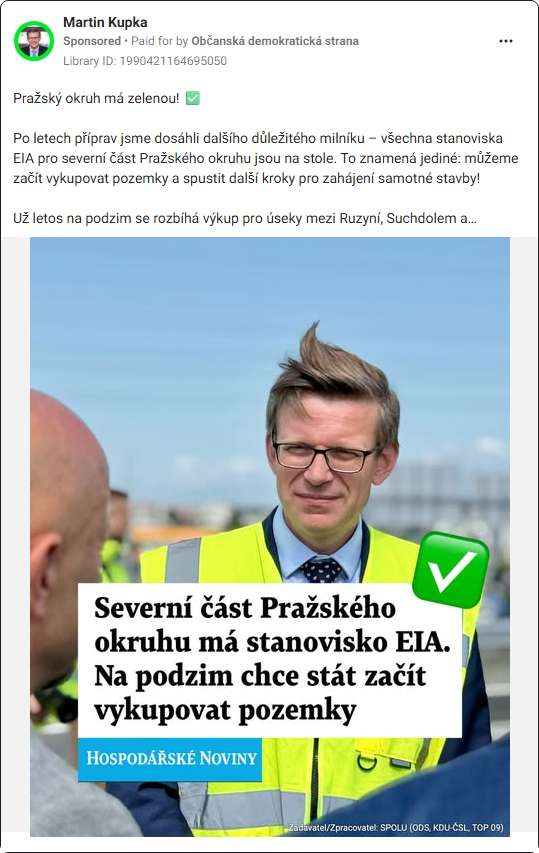 Martin Kupka
Sponsored • Paid for by Občanská demokratická strana
Library ID: 1990421164695050
Pražský okruh má zelenou! ✅
Po letech příprav jsme dosáhli dalšího důležitého milníku – všechna stanoviska
EIA pro severní část Pražského okruhu jsou na stole. To znamená jediné: můžeme
začít vykupovat pozemky a spustit další kroky pro zahájení samotné stavby!
Už letos na podzim se rozbíhá výkup pro úseky mezi Ruzyní, Suchdolem a...
Severní část Pražského
okruhu má stanovisko EIA.
Na podzim chce stát začít
vykupovat pozemky
Hospodářské Noviny
Zadavatel/Zpracovatel: SPOLU (ODS, KDU-ČSL, TOP 09)